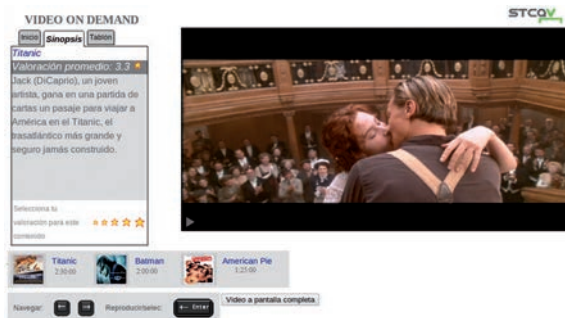 VIDEO ON DEMAND
STCQV
Inicio Sinopsis Tablon
Titanic
Valoración promedio: 3.3
Jack (DiCaprio), un joven
artista, gana en una partida de
cartas un pasaje para viajar a
América en el Titanic, el
trasatlántico más grande y
seguro jamás construido.
Selecciona tu
valoración para este
contenido
Titanic Batman American Pie
2:30:00 2:00:00 1:25:00
Navegar: Reproducir/selec: ← Enter Video a pantalla completa